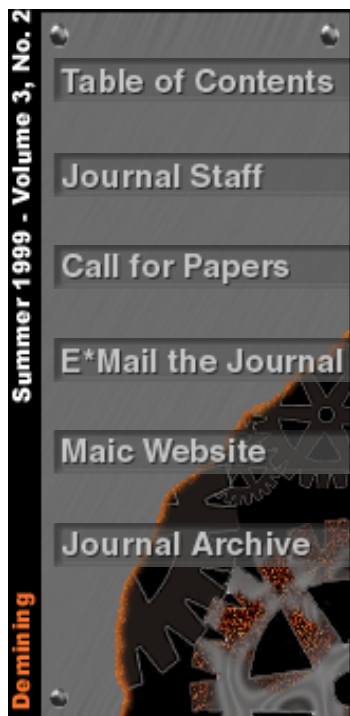 Summer 1999 - Volume 3, No. 2
Demining
Table of Contents
Journal Staff
Call for Papers
E*Mail the Journal
Maic Website
Journal Archive